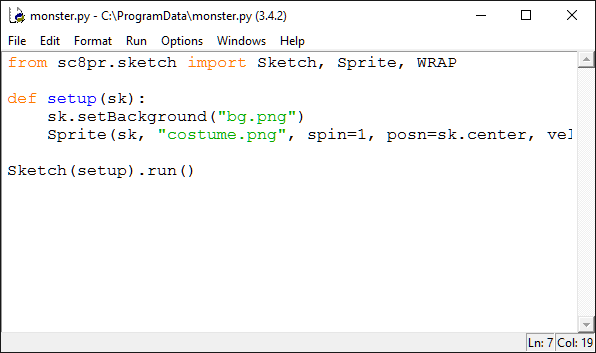 monster.py - C:\ProgramData\monster.py (3.4.2)
File Edit Format Run Options Windows Help
from sc8pr.sketch import Sketch, Sprite, WRAP
def setup(sk):
    sk.setBackground("bg.png")
    Sprite(sk, "costume.png", spin=1, posn=sk.center, vel
Sketch(setup).run()
Ln: 7 Col: 19